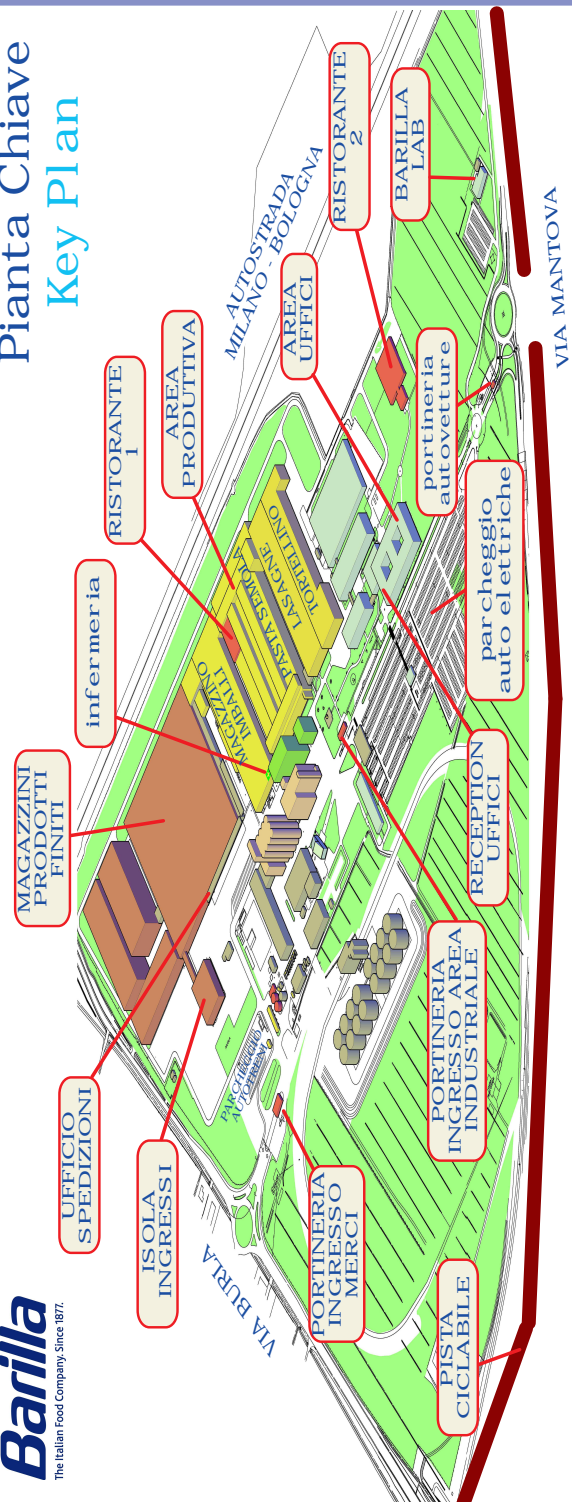 Barilla
The Italian Food Company. Since 1877.
Pianta Chiave
Key Plan
UFFICIO
SPEDIZIONI
MAGAZZINI
PRODOTTI
FINITI
infermeria
RISTORANTE
1
AREA
PRODUTTIVA
AUTOSTRADA
MILANO - BOLOGNA
AREA
UFFICI
RISTORANTE
2
BARILLA
LAB
ISOLA
INGRESSI
MAGAZZINO
IMBALLI
PASTA SEMOLA
LASAGNE
TORTELLINO
VIA BURLA
PARCHEGGIO
AUTOTRENI
PORTINERIA
INGRESSO
MERCI
PORTINERIA
INGRESSO AREA
INDUSTRIALE
RECEPTION
UFFICI
parcheggio
auto elettriche
portineria
autovetture
PISTA
CICLABILE
VIA MANTOVA